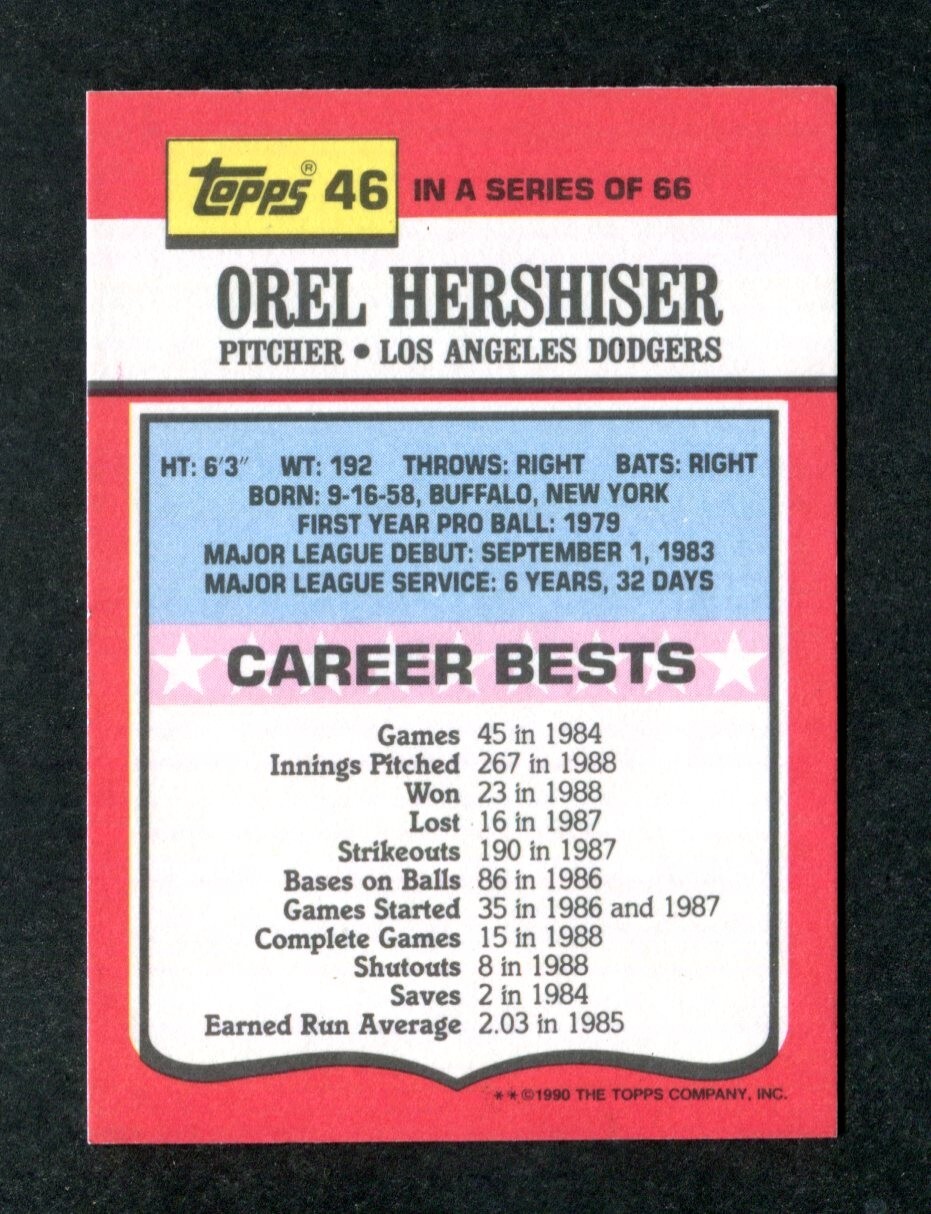 topps® 46 IN A SERIES OF 66
OREL HERSHISER
PITCHER • LOS ANGELES DODGERS
HT: 6'3" WT: 192 THROWS: RIGHT BATS: RIGHT
BORN: 9-16-58, BUFFALO, NEW YORK
FIRST YEAR PRO BALL: 1979
MAJOR LEAGUE DEBUT: SEPTEMBER 1, 1983
MAJOR LEAGUE SERVICE: 6 YEARS, 32 DAYS
CAREER BESTS
Games 45 in 1984
Innings Pitched 267 in 1988
Won 23 in 1988
Lost 16 in 1987
Strikeouts 190 in 1987
Bases on Balls 86 in 1986
Games Started 35 in 1986 and 1987
Complete Games 15 in 1988
Shutouts 8 in 1988
Saves 2 in 1984
Earned Run Average 2.03 in 1985
**©1990 THE TOPPS COMPANY, INC.